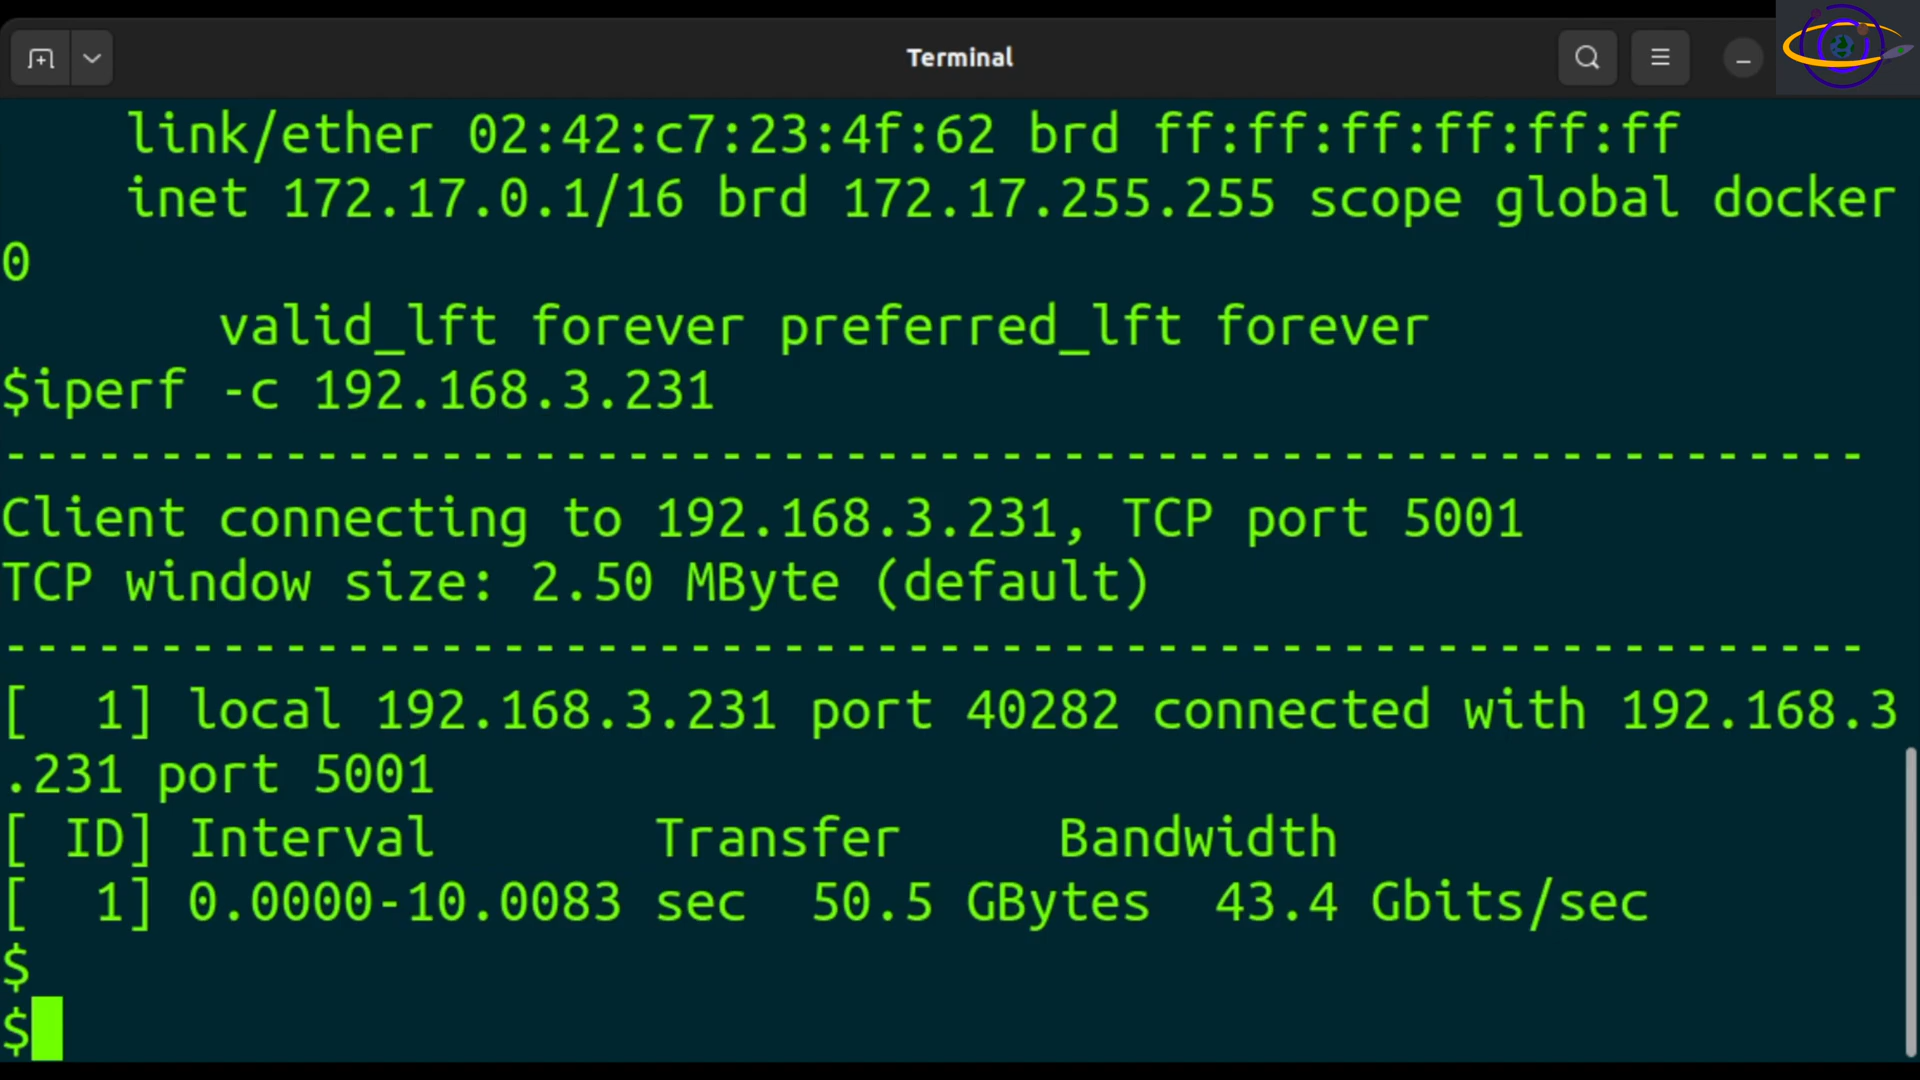 Terminal
link/ether 02:42:c7:23:4f:62 brd ff:ff:ff:ff:ff:ff
inet 172.17.0.1/16 brd 172.17.255.255 scope global docker
0
valid_lft forever preferred_lft forever
$iperf -c 192.168.3.231
------------------------------------------------------------
Client connecting to 192.168.3.231, TCP port 5001
TCP window size: 2.50 MByte (default)
------------------------------------------------------------
[  1] local 192.168.3.231 port 40282 connected with 192.168.3
.231 port 5001
[ ID] Interval       Transfer     Bandwidth
[  1] 0.0000-10.0083 sec  50.5 GBytes  43.4 Gbits/sec
$
$